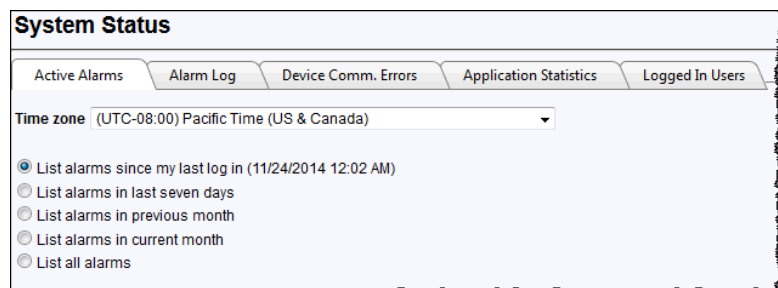 System Status
Active Alarms Alarm Log Device Comm. Errors Application Statistics Logged In Users
Time zone (UTC-08:00) Pacific Time (US & Canada)
List alarms since my last log in (11/24/2014 12:02 AM)
List alarms in last seven days
List alarms in previous month
List alarms in current month
List all alarms